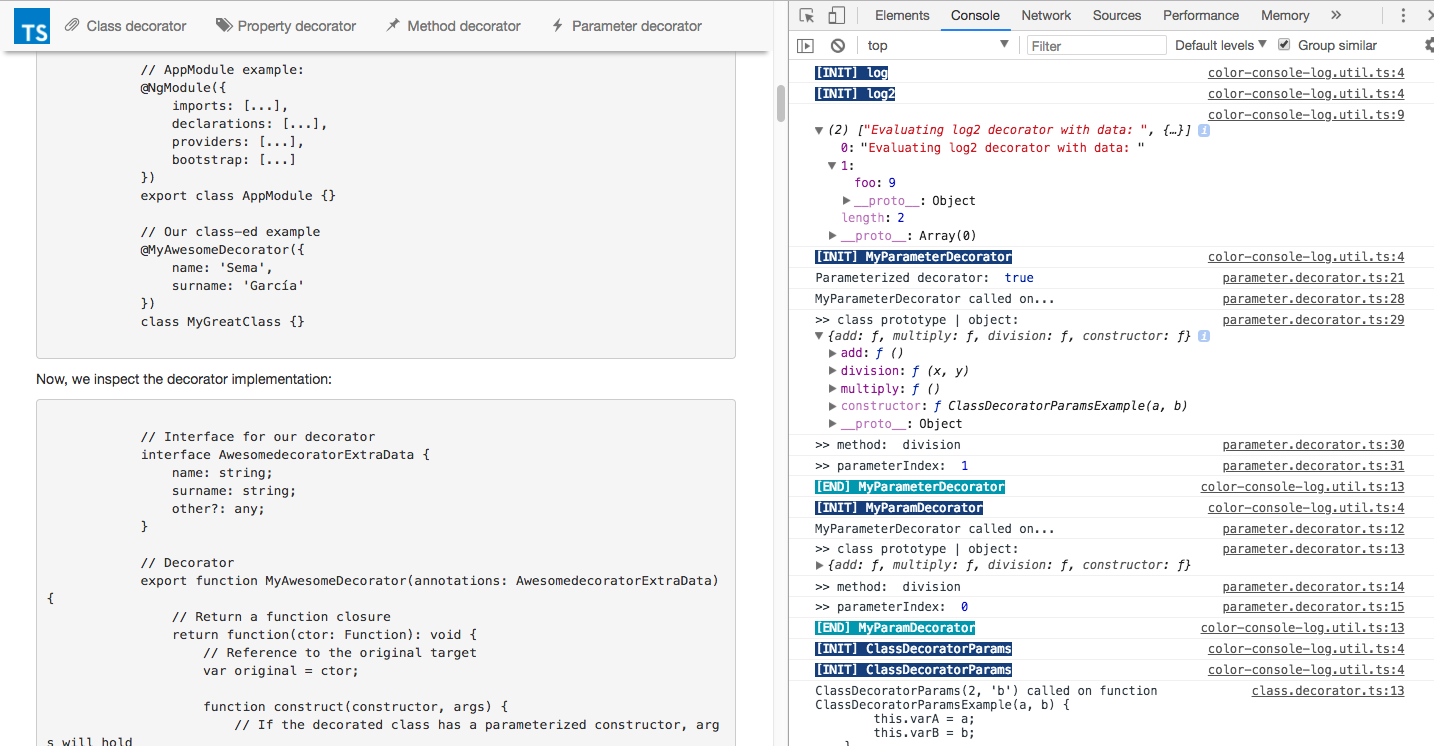 TS Class decorator Property decorator Method decorator Parameter decorator
// AppModule example:
@NgModule({
imports: [...],
declarations: [...],
providers: [...],
bootstrap: [...]
})
export class AppModule {}
// Our class-ed example
@MyAwesomeDecorator({
name: 'Sema',
surname: 'García'
})
class MyGreatClass {}
Now, we inspect the decorator implementation:
// Interface for our decorator
interface AwesomedecoratorExtraData {
name: string;
surname: string;
other?: any;
}
// Decorator
export function MyAwesomeDecorator(annotations: AwesomedecoratorExtraData)
{
// Return a function closure
return function(ctor: Function): void {
// Reference to the original target
var original = ctor;
function construct(constructor, args) {
// If the decorated class has a parameterized constructor, arg
s will hold
Elements Console Network Sources Performance Memory »
top Filter Default levels Group similar
[INIT] log color-console-log.util.ts:4
[INIT] log2 color-console-log.util.ts:4
color-console-log.util.ts:9
(2) ["Evaluating log2 decorator with data: ", {…}] i
0: "Evaluating log2 decorator with data: "
1:
foo: 9
__proto__: Object
length: 2
__proto__: Array(0)
[INIT] MyParameterDecorator color-console-log.util.ts:4
Parameterized decorator: true parameter.decorator.ts:21
MyParameterDecorator called on... parameter.decorator.ts:28
>> class prototype | object: parameter.decorator.ts:29
{add: ƒ, multiply: ƒ, division: ƒ, constructor: ƒ} i
add: ƒ ()
division: ƒ (x, y)
multiply: ƒ ()
constructor: ƒ ClassDecoratorParamsExample(a, b)
__proto__: Object
>> method: division parameter.decorator.ts:30
>> parameterIndex: 1 parameter.decorator.ts:31
[END] MyParameterDecorator color-console-log.util.ts:13
[INIT] MyParamDecorator color-console-log.util.ts:4
MyParameterDecorator called on... parameter.decorator.ts:12
>> class prototype | object: parameter.decorator.ts:13
{add: ƒ, multiply: ƒ, division: ƒ, constructor: ƒ}
>> method: division parameter.decorator.ts:14
>> parameterIndex: 0 parameter.decorator.ts:15
[END] MyParamDecorator color-console-log.util.ts:13
[INIT] ClassDecoratorParams color-console-log.util.ts:4
[INIT] ClassDecoratorParams color-console-log.util.ts:4
ClassDecoratorParams(2, 'b') called on function class.decorator.ts:13
ClassDecoratorParamsExample(a, b) {
this.varA = a;
this.varB = b;
}